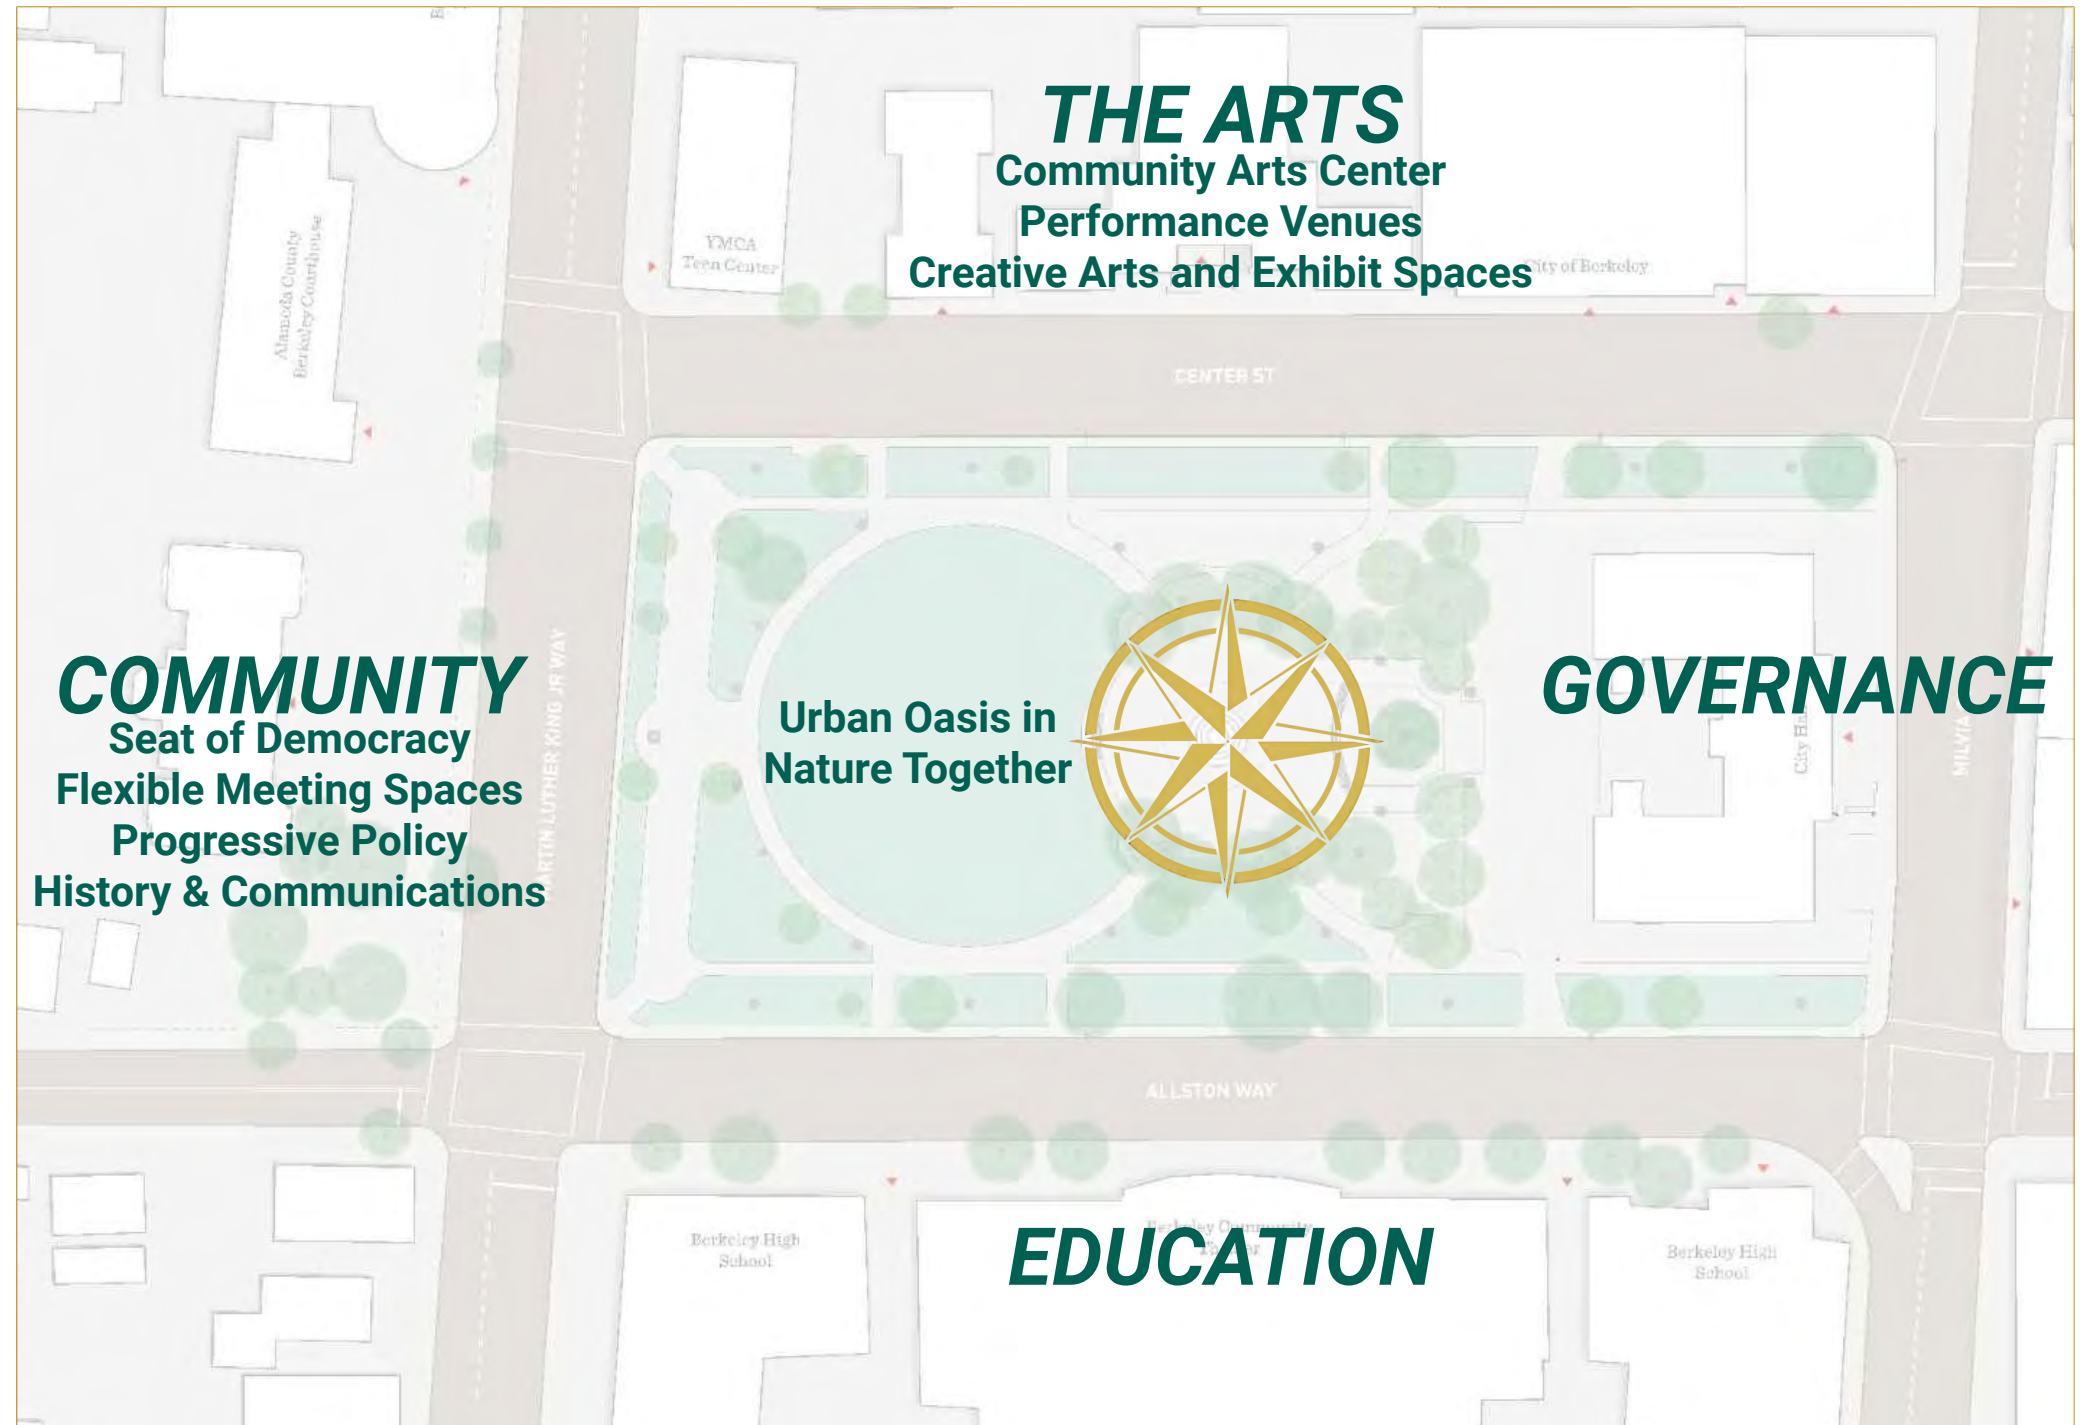 THE ARTS
Community Arts Center
Performance Venues
Creative Arts and Exhibit Spaces
YMCA
Teen Center
City of Berkeley
Alameda County
Berkeley Courthouse
CENTER ST
COMMUNITY
Seat of Democracy
Flexible Meeting Spaces
Progressive Policy
History & Communications
MARTIN LUTHER KING JR WAY
Urban Oasis in
Nature Together
GOVERNANCE
City Hall
MILVIA
ALLSTON WAY
Berkeley High
School
Berkeley Community
Theater
EDUCATION
Berkeley High
School